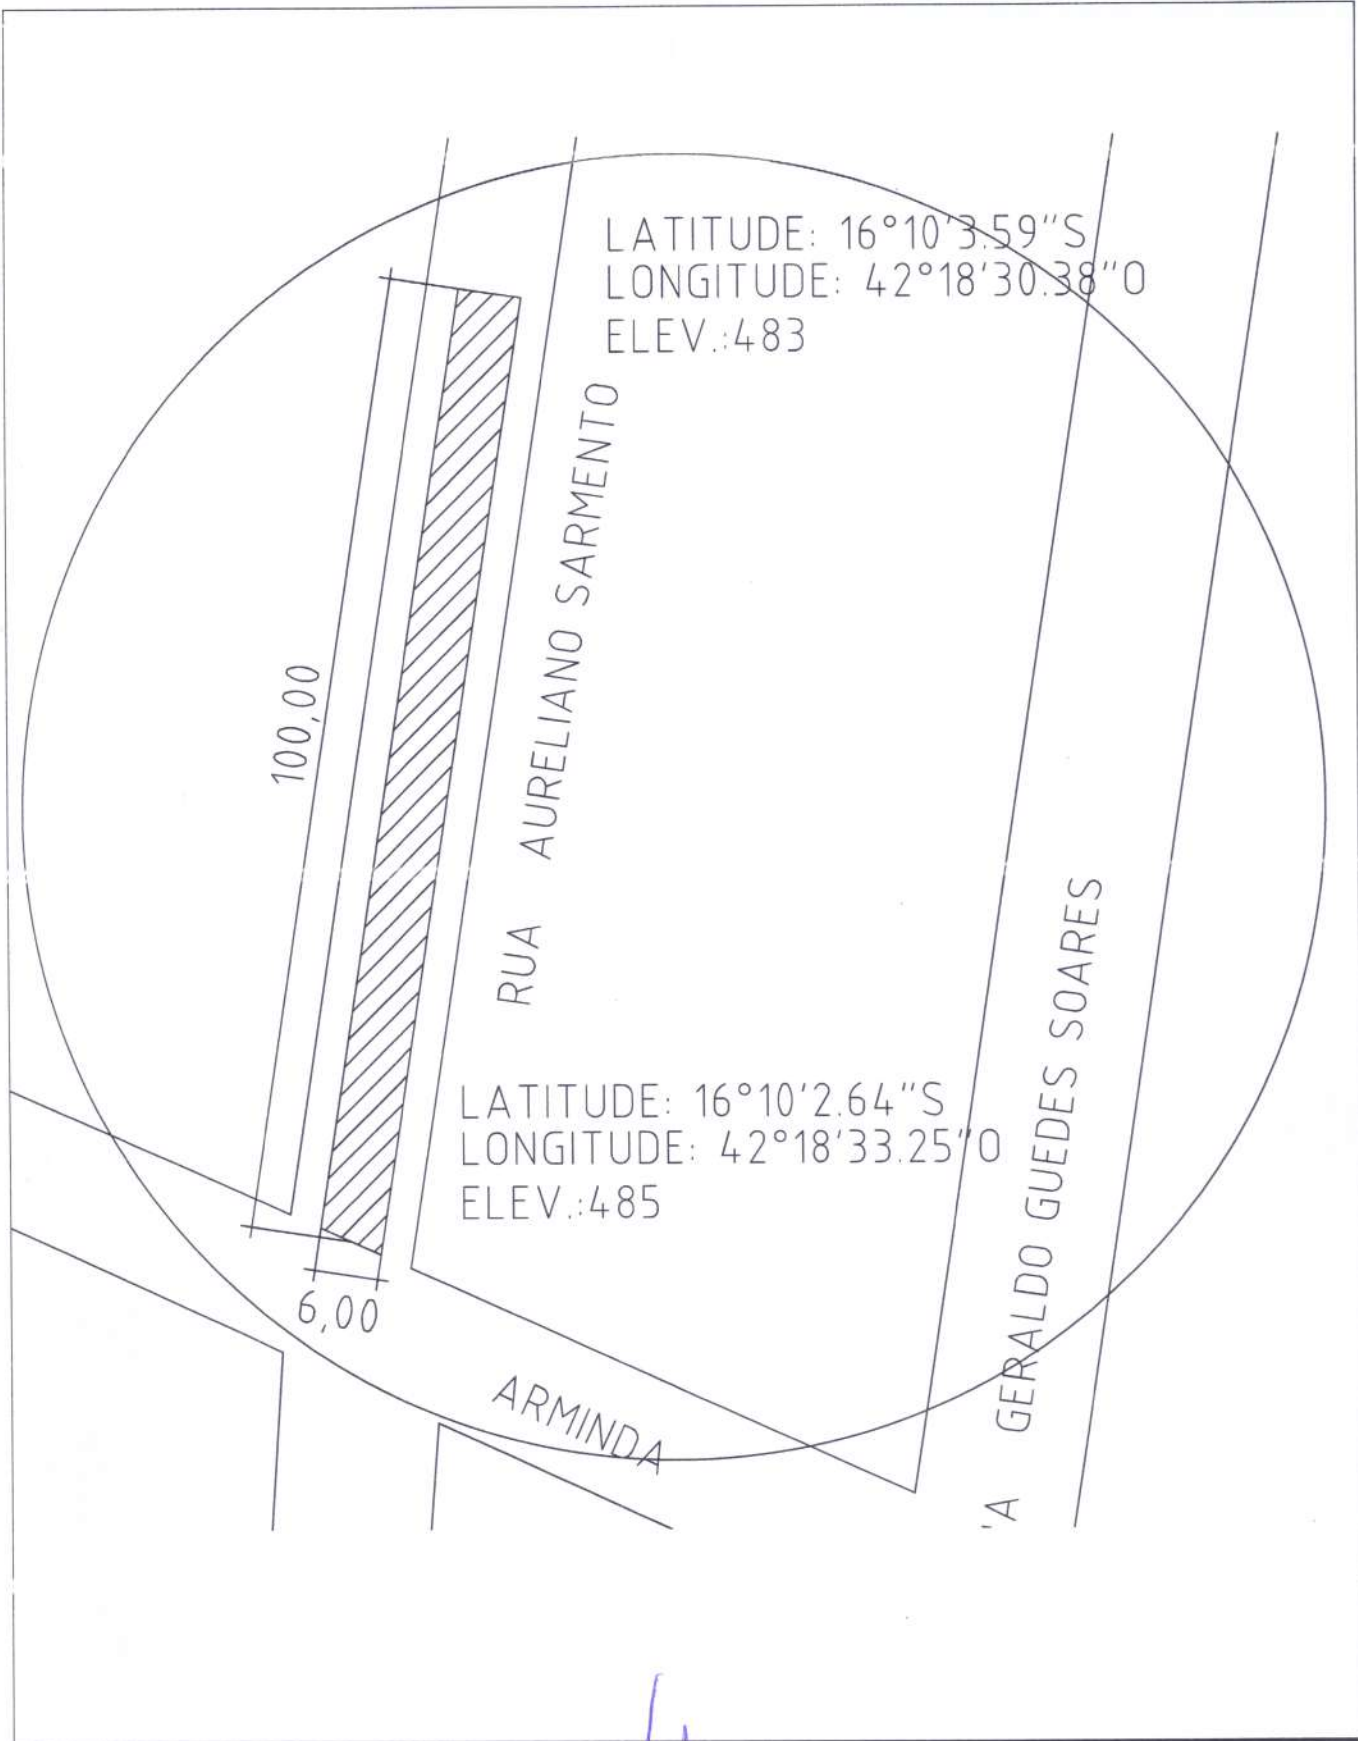 LATITUDE: 16°10'3.59"S
LONGITUDE: 42°18'30.38"O
ELEV.:483
RUA AURELIANO SARMENTO
100,00
LATITUDE: 16°10'2.64"S
LONGITUDE: 42°18'33.25"O
ELEV.:485
6,00
ARMINDA
GERALDO GUEDES SOARES